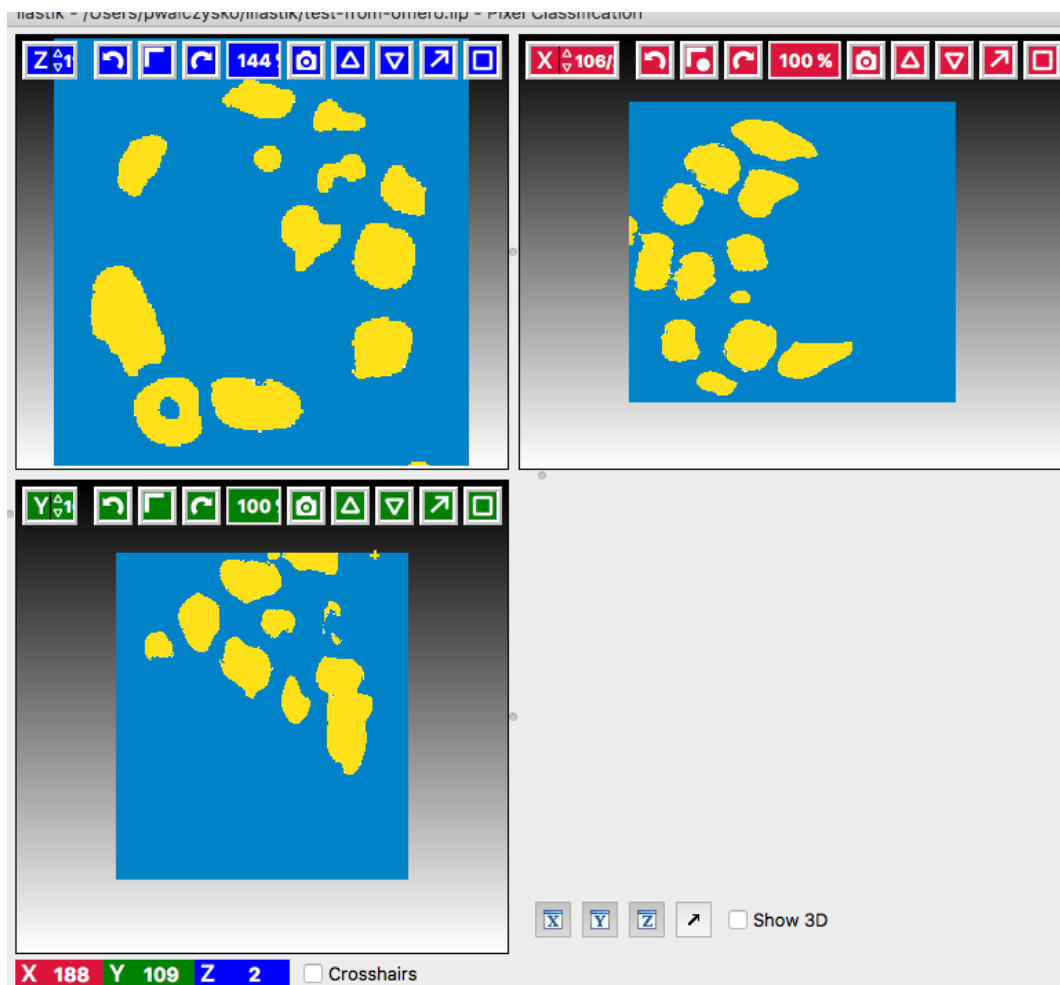 ilastik - /Users/pwalczysko/ilastik/test-from-omero.ilp - Pixel Classification
Z 144
X 106/ 100 %
Y 100
X Y Z Show 3D
X 188 Y 109 Z 2 Crosshairs